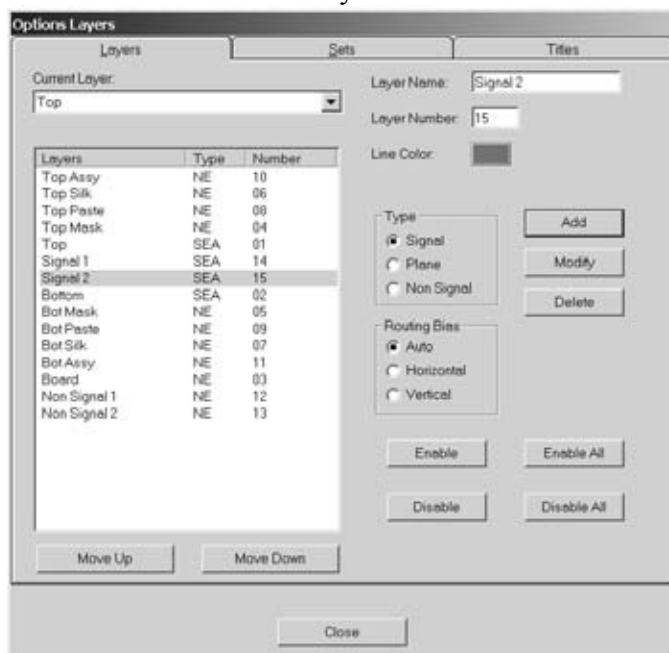 Options Layers
Layers Sets Titles
Current Layer:
Top
Layer Name: Signal 2
Layer Number: 15
Line Color:
Layers Type Number
Top Assy NE 10
Top Silk NE 06
Top Paste NE 08
Top Mask NE 04
Top SEA 01
Signal 1 SEA 14
Signal 2 SEA 15
Bottom SEA 02
Bot Mask NE 05
Bot Paste NE 09
Bot Silk NE 07
Bot Assy NE 11
Board NE 03
Non Signal 1 NE 12
Non Signal 2 NE 13
Type
Signal
Plane
Non Signal
Add
Modify
Delete
Routing Bias
Auto
Horizontal
Vertical
Enable Enable All
Disable Disable All
Move Up Move Down
Close